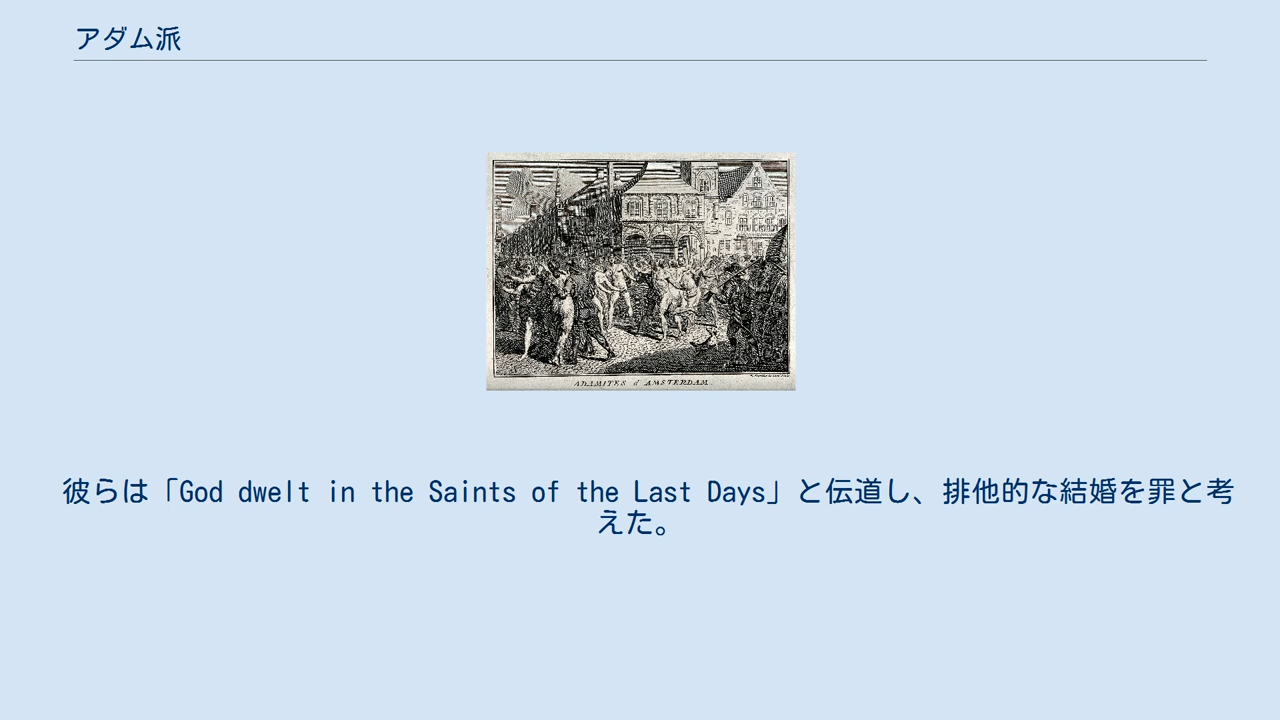 アダム派
ADAMITES d' AMSTERDAM.
彼らは「God dwelt in the Saints of the Last Days」と伝道し、排他的な結婚を罪と考
えた。